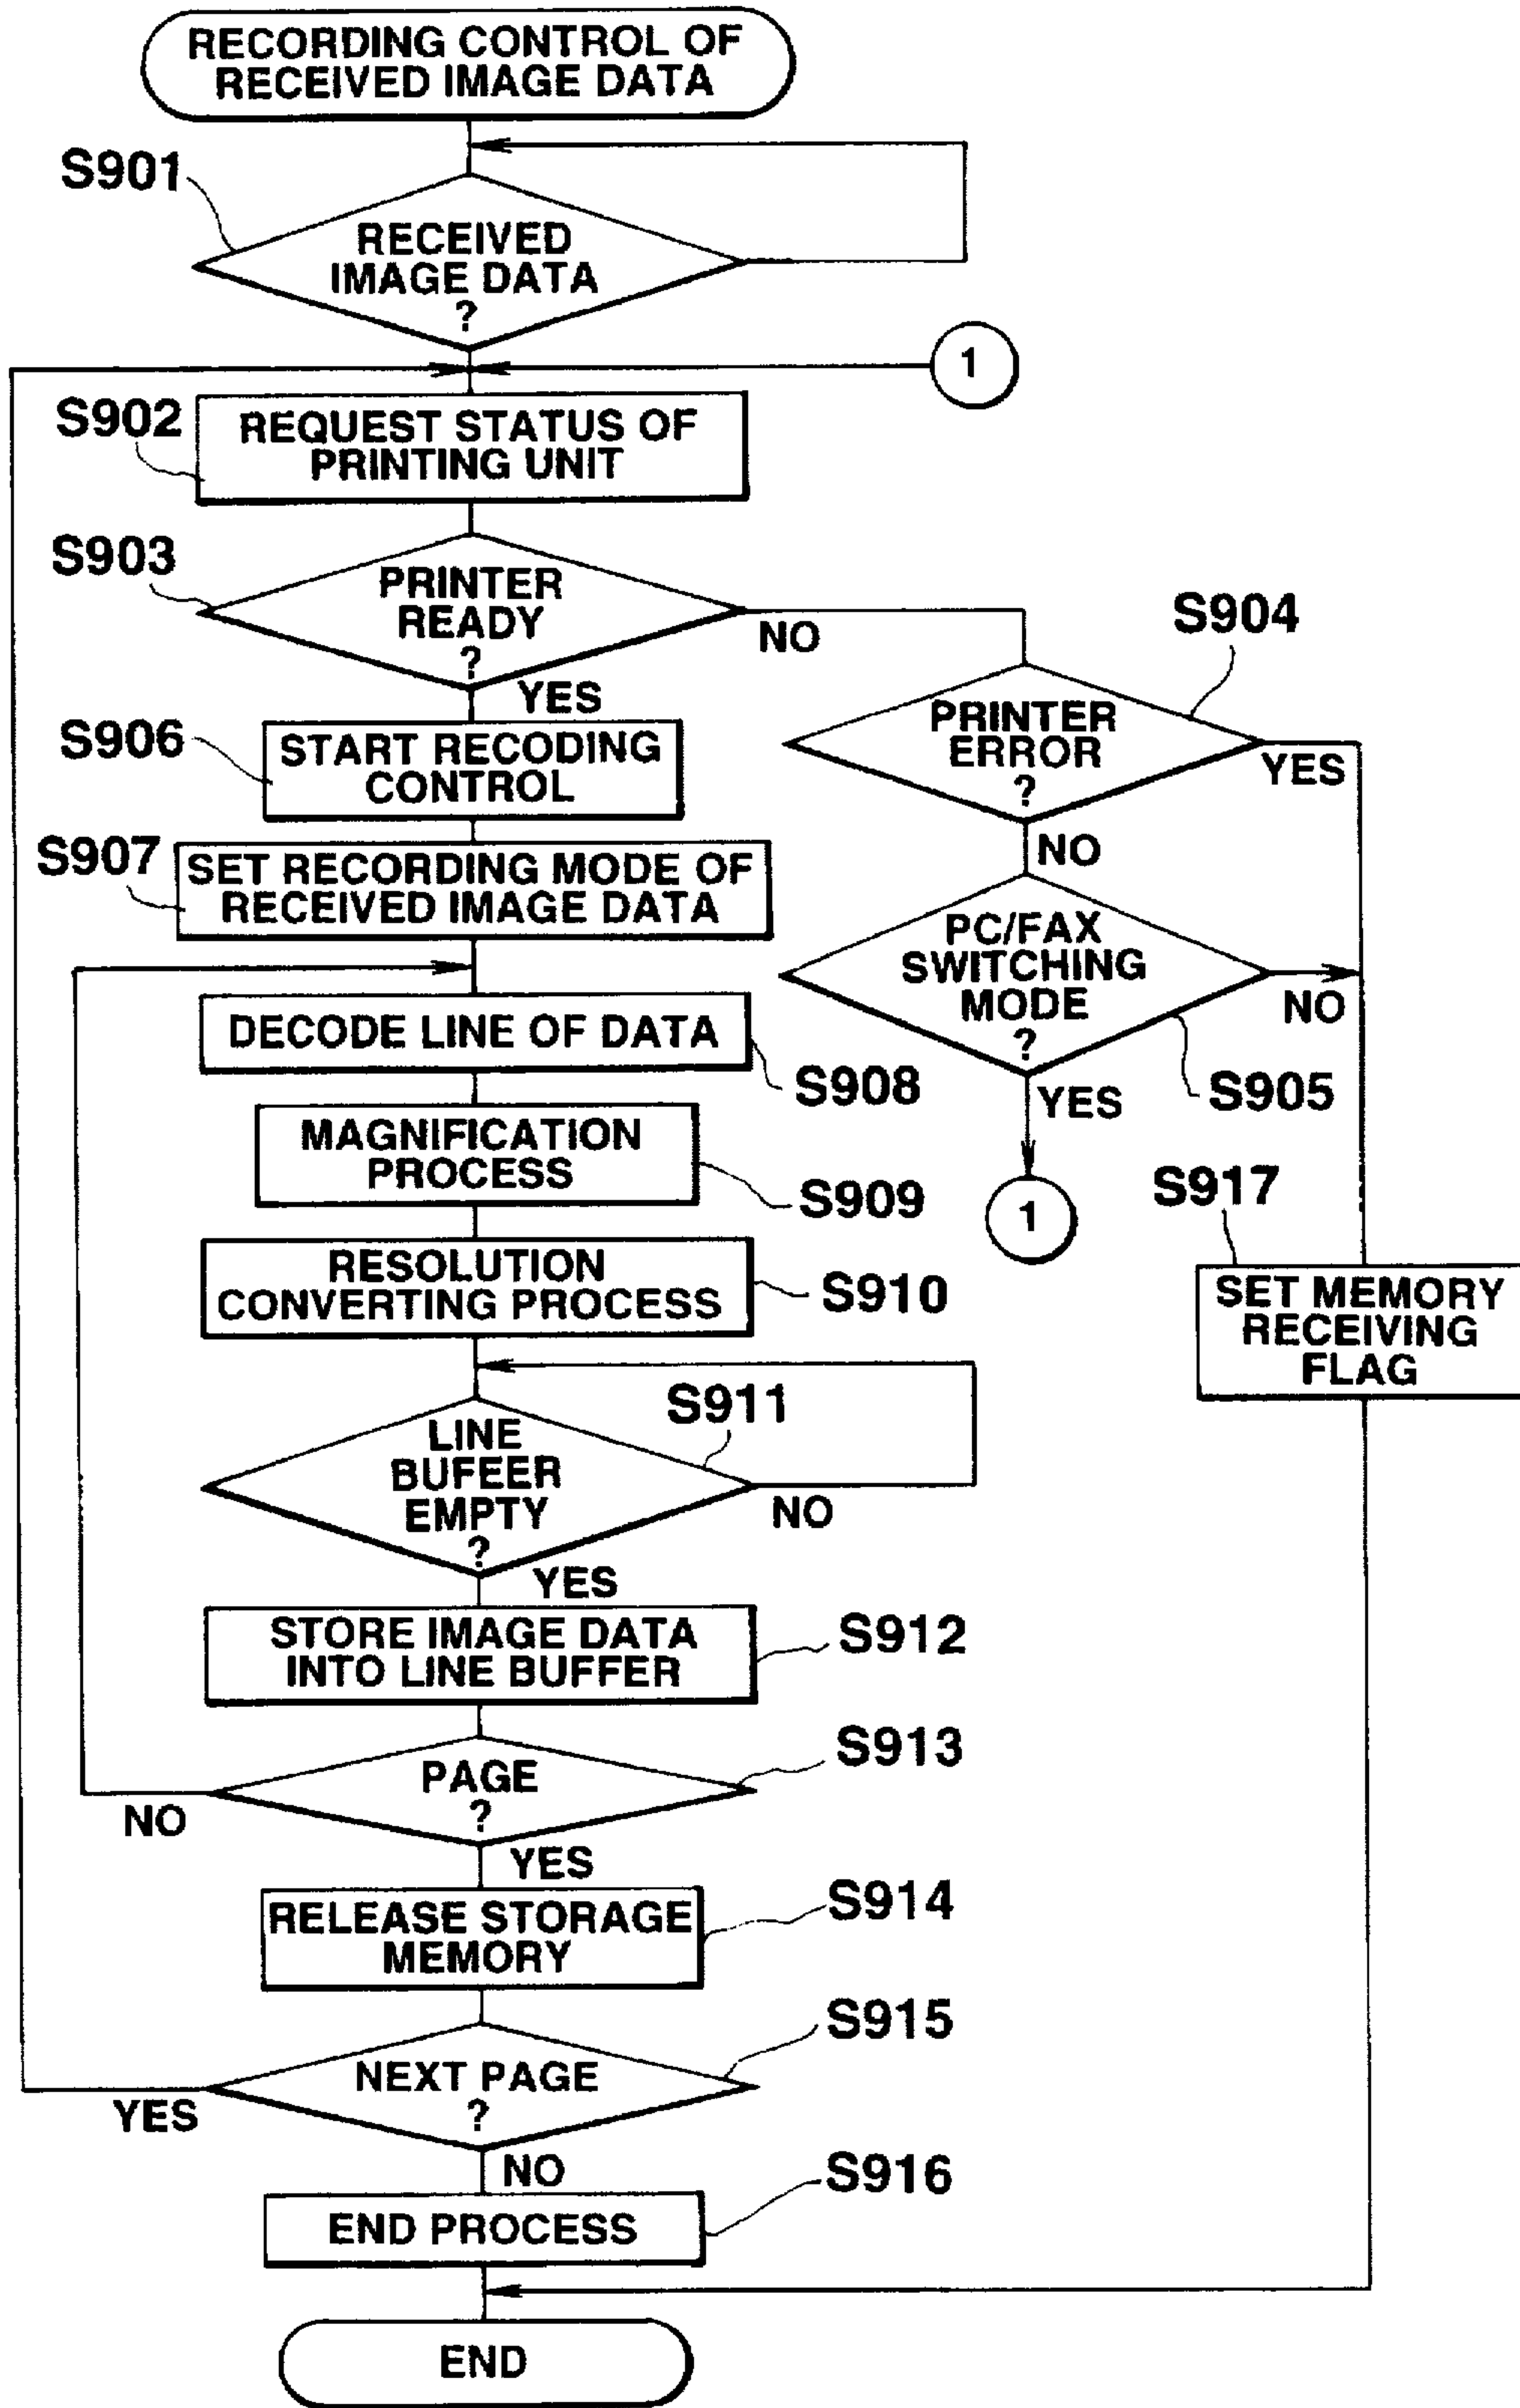 RECORDING CONTROL OF
RECEIVED IMAGE DATA
S901
RECEIVED
IMAGE DATA
?
1
S902
REQUEST STATUS OF
PRINTING UNIT
S903
PRINTER
READY
?
NO
YES
S904
PRINTER
ERROR
?
YES
NO
S906
START RECODING
CONTROL
S907
SET RECORDING MODE OF
RECEIVED IMAGE DATA
PC/FAX
SWITCHING
MODE
?
NO
S905
YES
1
DECODE LINE OF DATA
S908
MAGNIFICATION
PROCESS
S909
S917
SET MEMORY
RECEIVING
FLAG
RESOLUTION
CONVERTING PROCESS
S910
S911
LINE
BUFEER
EMPTY
?
NO
YES
STORE IMAGE DATA
INTO LINE BUFFER
S912
S913
PAGE
?
NO
YES
RELEASE STORAGE
MEMORY
S914
S915
NEXT PAGE
?
YES
NO
S916
END PROCESS
END